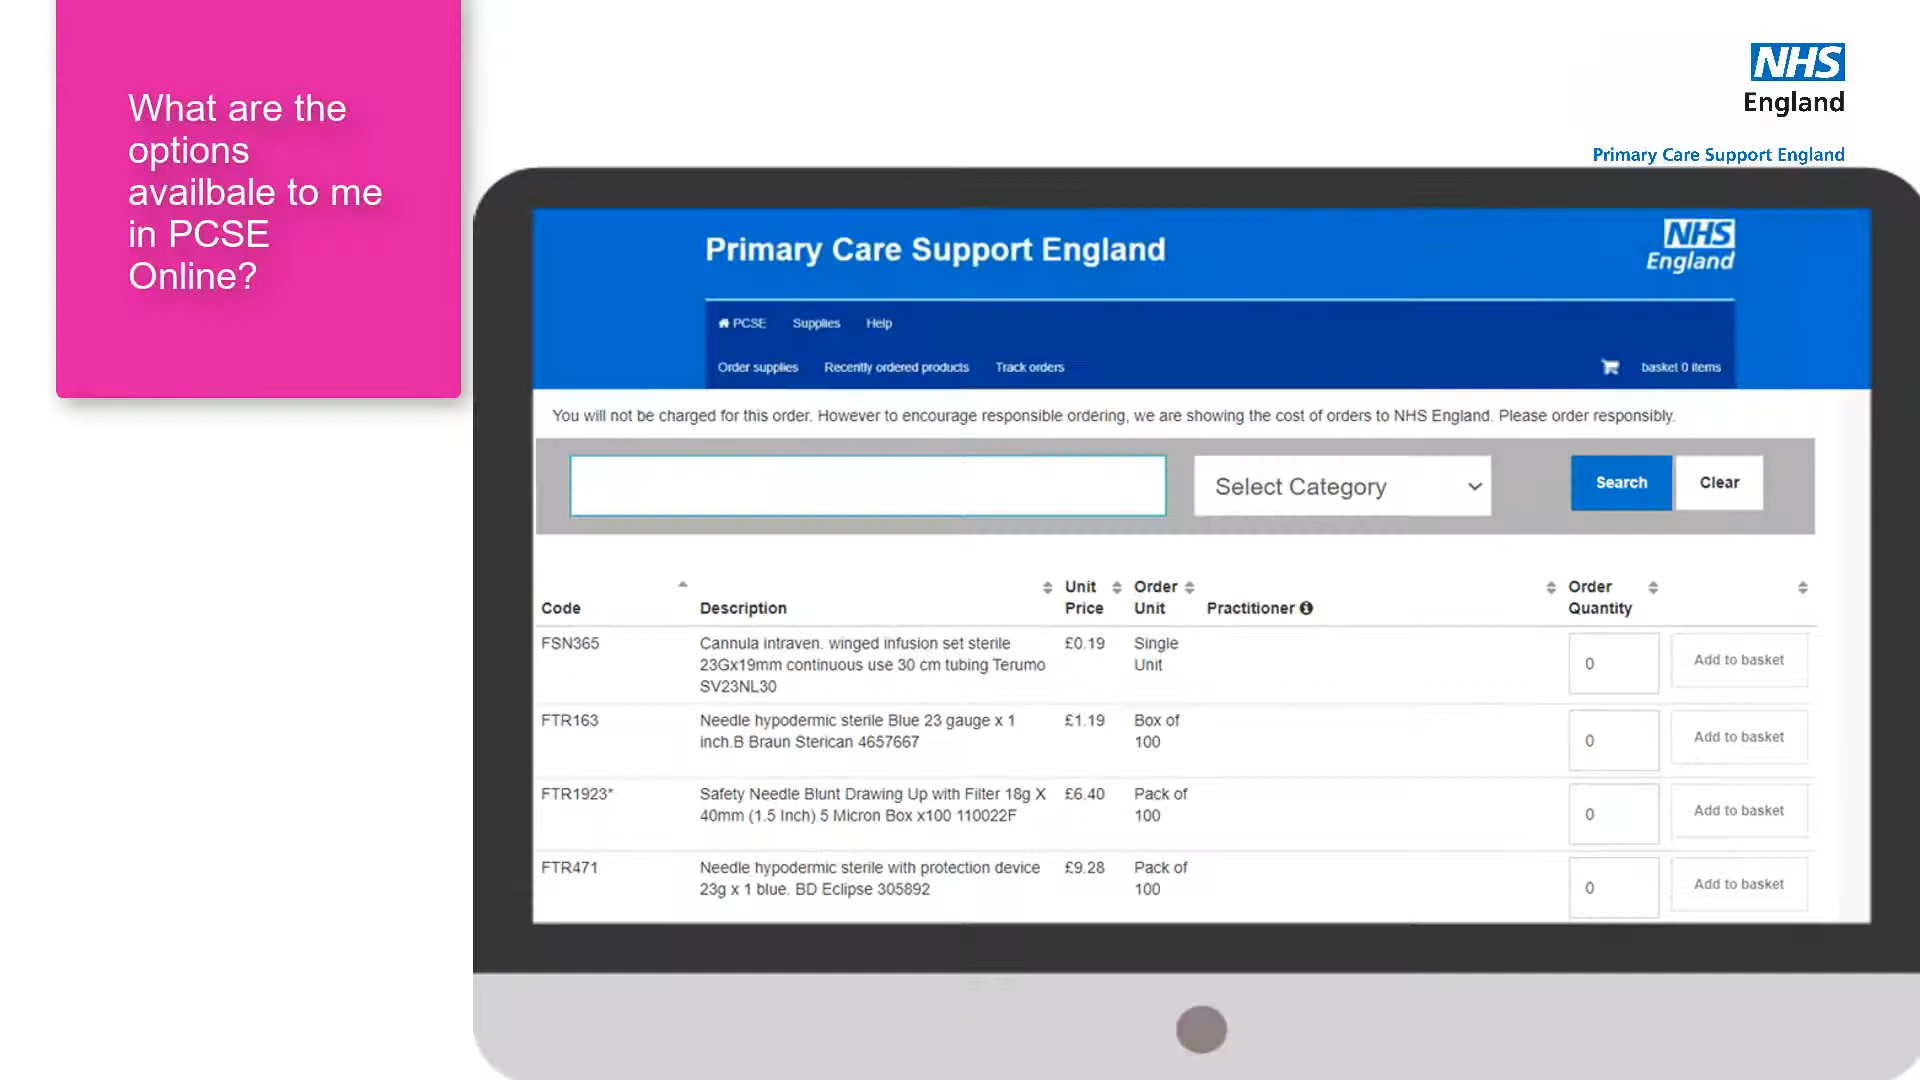 What are the
options
availbale to me
in PCSE
Online?
NHS
England
Primary Care Support England
Primary Care Support England
NHS
England
PCSE Supplies Help
Order supplies Recently ordered products Track orders basket 0 items
You will not be charged for this order. However to encourage responsible ordering, we are showing the cost of orders to NHS England. Please order responsibly.
Select Category Search Clear
Code Description Unit Price Order Unit Practitioner Order Quantity
FSN365 Cannula intraven. winged infusion set sterile £0.19 Single
23Gx19mm continuous use 30 cm tubing Terumo Unit 0 Add to basket
SV23NL30
FTR163 Needle hypodermic sterile Blue 23 gauge x 1 £1.19 Box of
inch.B Braun Sterican 4657667 100 0 Add to basket
FTR1923* Safety Needle Blunt Drawing Up with Filter 18g X £6.40 Pack of
40mm (1.5 Inch) 5 Micron Box x100 110022F 100 0 Add to basket
FTR471 Needle hypodermic sterile with protection device £9.28 Pack of
23g x 1 blue. BD Eclipse 305892 100 0 Add to basket